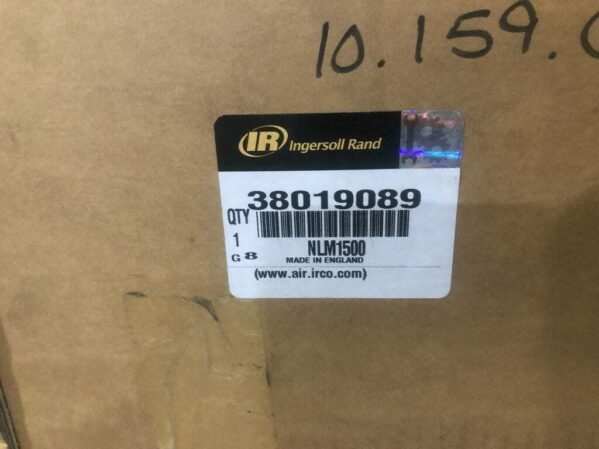 10.159.
IR Ingersoll Rand
38019089
QTY
1
NLM1500
G 8 MADE IN ENGLAND
(www.air.irco.com)